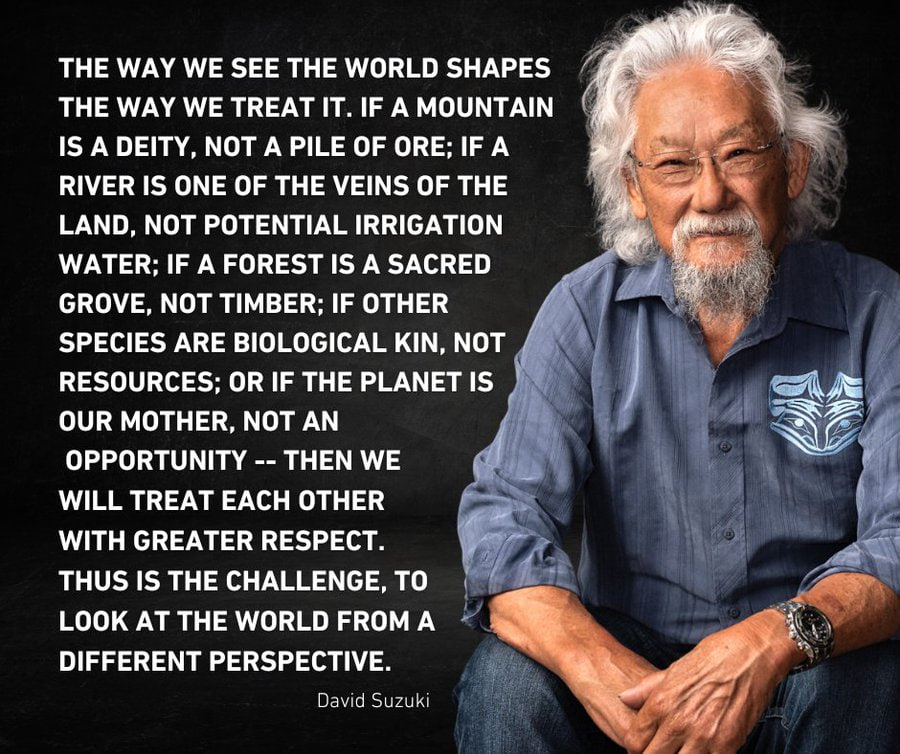 THE WAY WE SEE THE WORLD SHAPES
THE WAY WE TREAT IT. IF A MOUNTAIN
IS A DEITY, NOT A PILE OF ORE; IF A
RIVER IS ONE OF THE VEINS OF THE
LAND, NOT POTENTIAL IRRIGATION
WATER; IF A FOREST IS A SACRED
GROVE, NOT TIMBER; IF OTHER
SPECIES ARE BIOLOGICAL KIN, NOT
RESOURCES; OR IF THE PLANET IS
OUR MOTHER, NOT AN
OPPORTUNITY -- THEN WE
WILL TREAT EACH OTHER
WITH GREATER RESPECT.
THUS IS THE CHALLENGE, TO
LOOK AT THE WORLD FROM A
DIFFERENT PERSPECTIVE.
David Suzuki